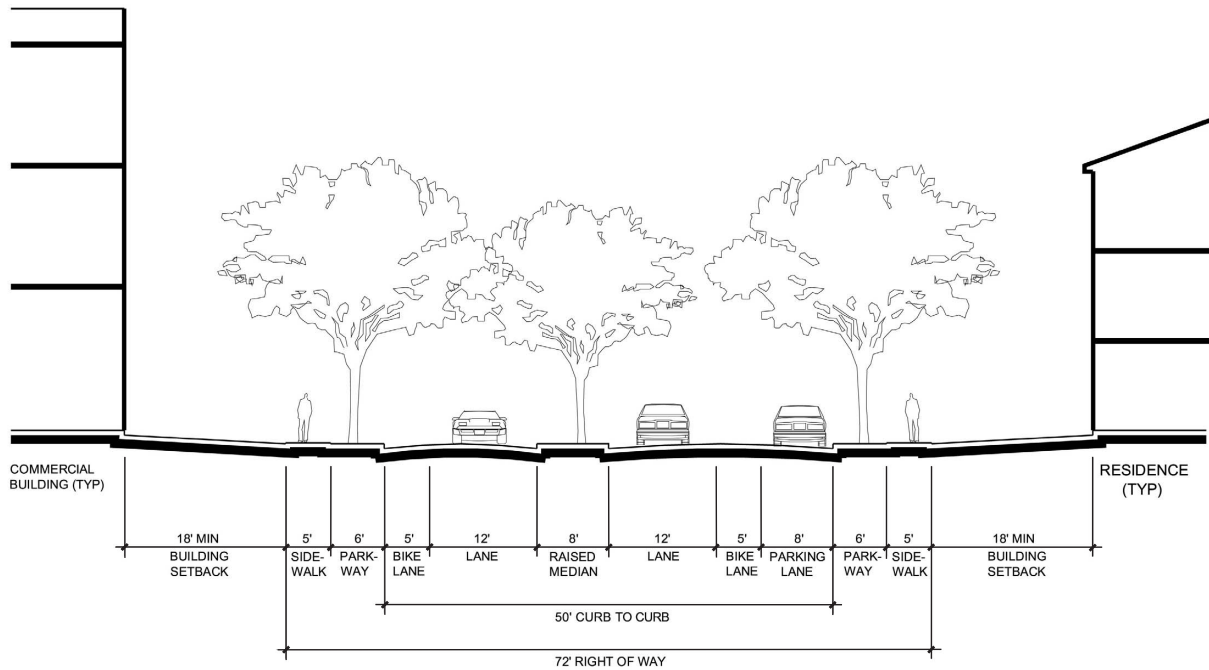 COMMERCIAL
BUILDING (TYP)
RESIDENCE
(TYP)
18' MIN
BUILDING
SETBACK
5'
SIDE-
WALK
6'
PARK-
WAY
5'
BIKE
LANE
12'
LANE
8'
RAISED
MEDIAN
12'
LANE
5'
BIKE
LANE
8'
PARKING
LANE
6'
PARK-
WAY
5'
SIDE-
WALK
18' MIN
BUILDING
SETBACK
50' CURB TO CURB
72' RIGHT OF WAY